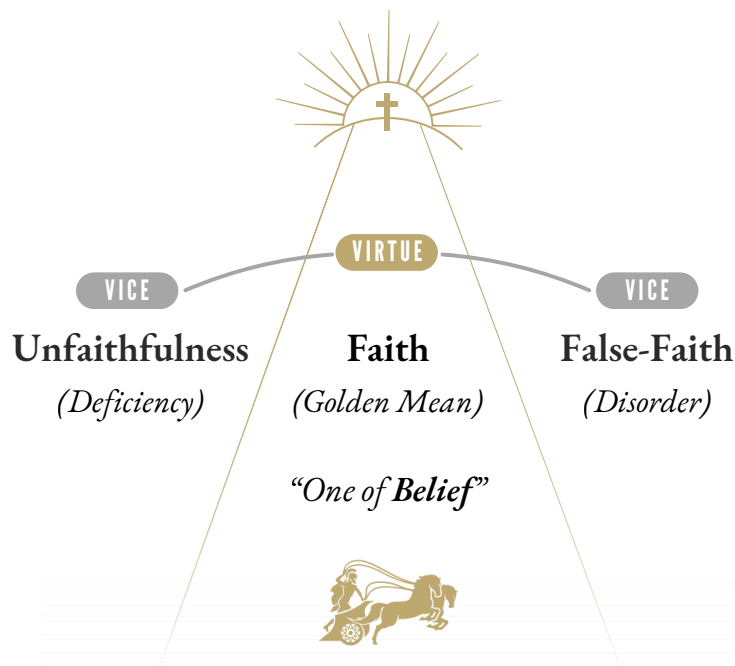 VIRTUE
VICE
VICE
Unfaithfulness
Faith
False-Faith
(Deficiency)
(Golden Mean)
(Disorder)
“One of Belief”